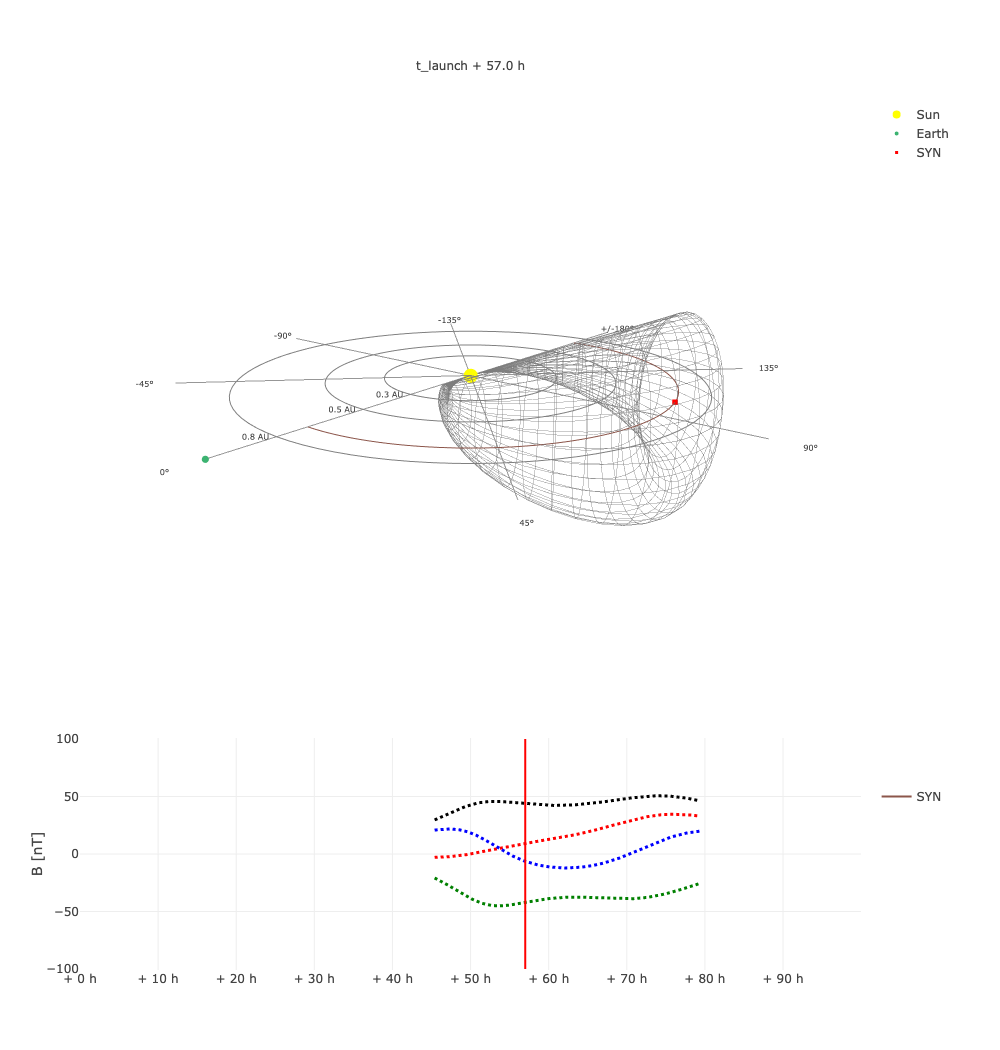 t_launch + 57.0 h
Sun
Earth
SYN
-135°
+/-180°
-90°
135°
-45°
0.3 AU
0.5 AU
0.8 AU
90°
0°
45°
100
50
0
−50
−100
B [nT]
SYN
+ 0 h
+ 10 h
+ 20 h
+ 30 h
+ 40 h
+ 50 h
+ 60 h
+ 70 h
+ 80 h
+ 90 h